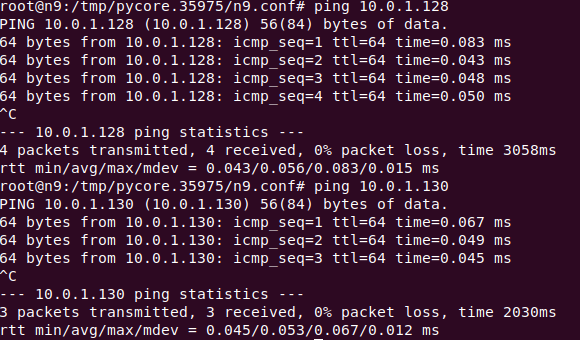 root@n9:/tmp/pycore.35975/n9.conf# ping 10.0.1.128
PING 10.0.1.128 (10.0.1.128) 56(84) bytes of data.
64 bytes from 10.0.1.128: icmp_seq=1 ttl=64 time=0.083 ms
64 bytes from 10.0.1.128: icmp_seq=2 ttl=64 time=0.043 ms
64 bytes from 10.0.1.128: icmp_seq=3 ttl=64 time=0.048 ms
64 bytes from 10.0.1.128: icmp_seq=4 ttl=64 time=0.050 ms
^C
--- 10.0.1.128 ping statistics ---
4 packets transmitted, 4 received, 0% packet loss, time 3058ms
rtt min/avg/max/mdev = 0.043/0.056/0.083/0.015 ms
root@n9:/tmp/pycore.35975/n9.conf# ping 10.0.1.130
PING 10.0.1.130 (10.0.1.130) 56(84) bytes of data.
64 bytes from 10.0.1.130: icmp_seq=1 ttl=64 time=0.067 ms
64 bytes from 10.0.1.130: icmp_seq=2 ttl=64 time=0.049 ms
64 bytes from 10.0.1.130: icmp_seq=3 ttl=64 time=0.045 ms
^C
--- 10.0.1.130 ping statistics ---
3 packets transmitted, 3 received, 0% packet loss, time 2030ms
rtt min/avg/max/mdev = 0.045/0.053/0.067/0.012 ms